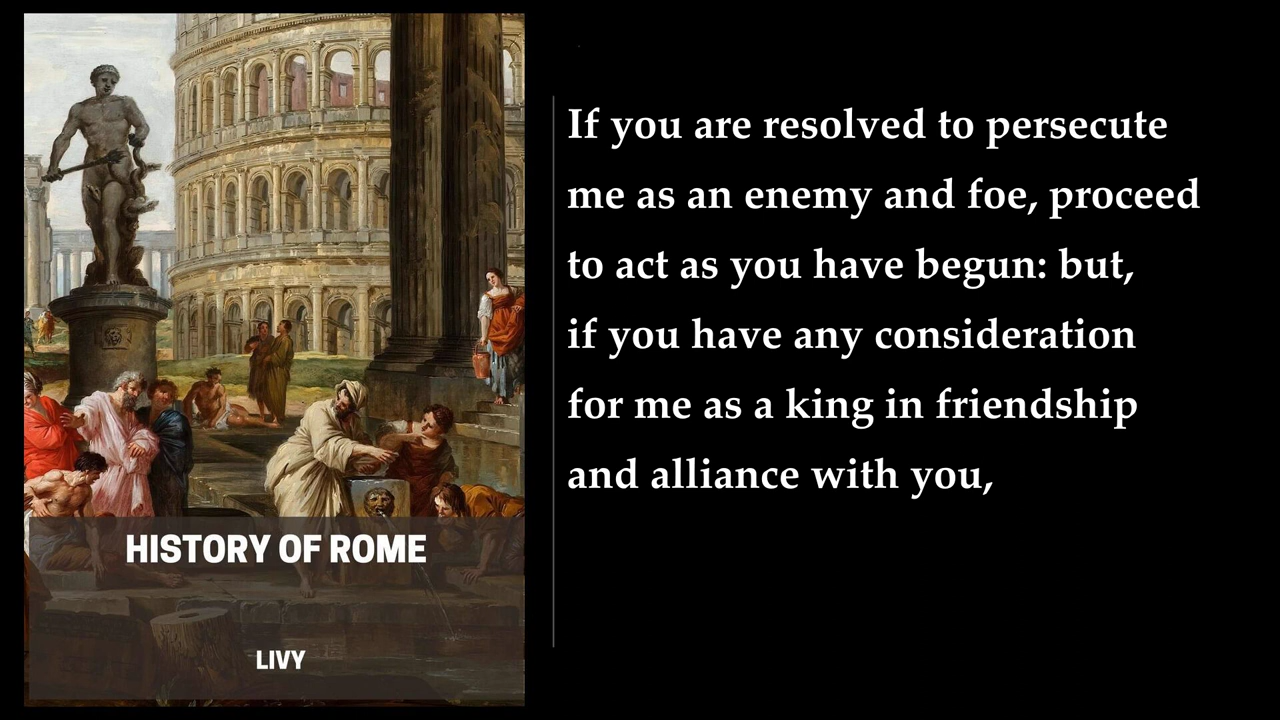 HISTORY OF ROME
LIVY
If you are resolved to persecute
me as an enemy and foe, proceed
to act as you have begun: but,
if you have any consideration
for me as a king in friendship
and alliance with you,